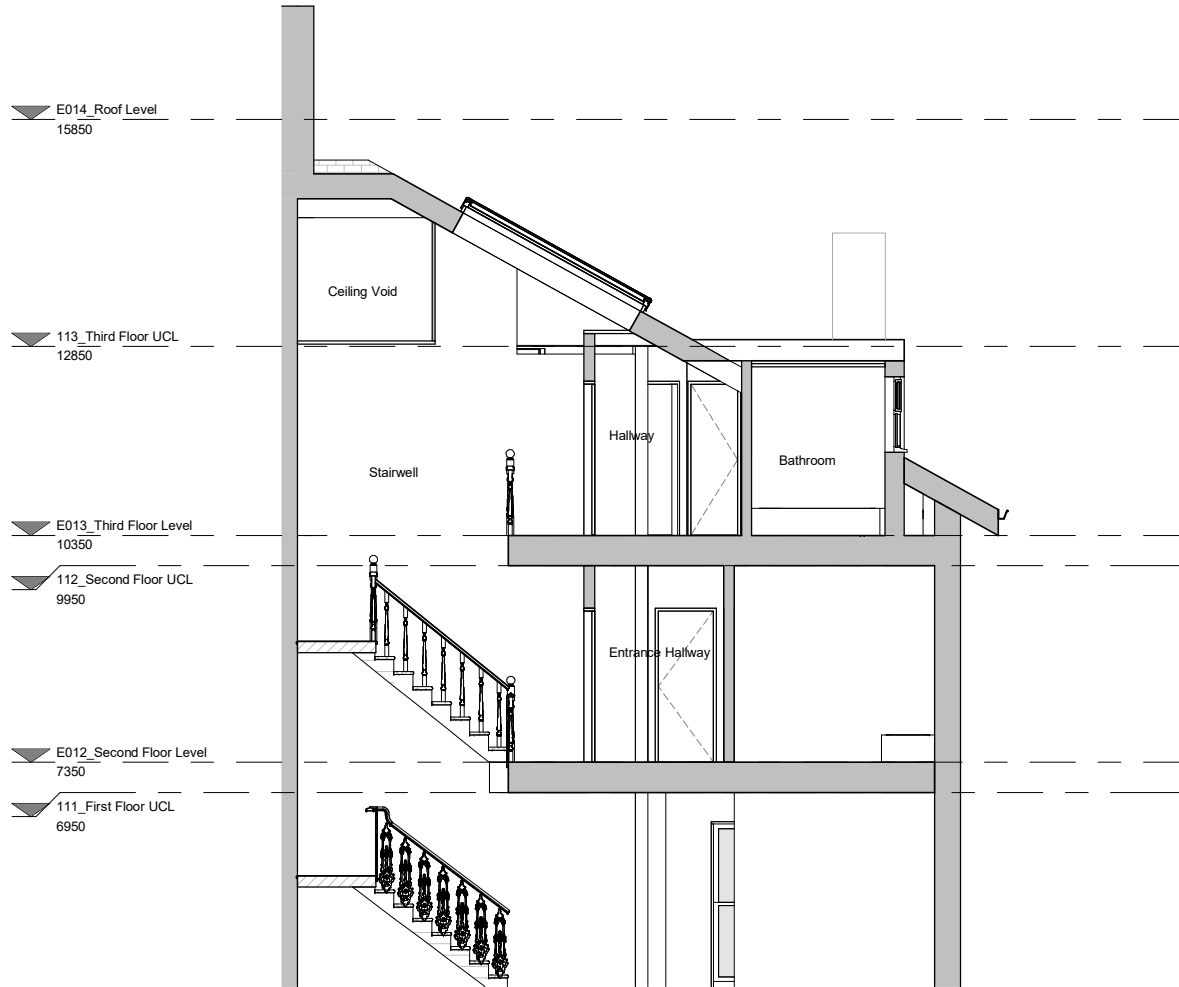 E014_Roof Level
15850
Ceiling Void
113_Third Floor UCL
12850
Hallway
Bathroom
Stairwell
E013_Third Floor Level
10350
112_Second Floor UCL
9950
Entrance Hallway
E012_Second Floor Level
7350
111_First Floor UCL
6950